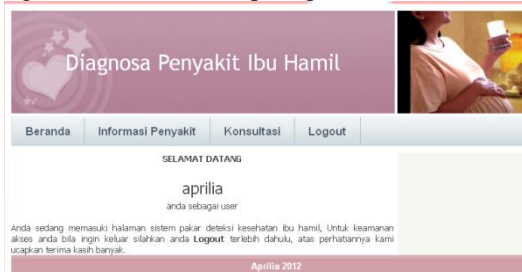 Diagnosa Penyakit Ibu Hamil
Beranda Informasi Penyakit Konsultasi Logout
SELAMAT DATANG
aprilia
anda sebagai user
Anda sedang memasuki halaman sistem pakar deteksi kesehatan ibu hamil, Untuk keamanan
akses anda bila ingin keluar silahkan anda Logout terlebih dahulu, atas perhatiannya kami
ucapkan terima kasih banyak.
Aprilia 2012